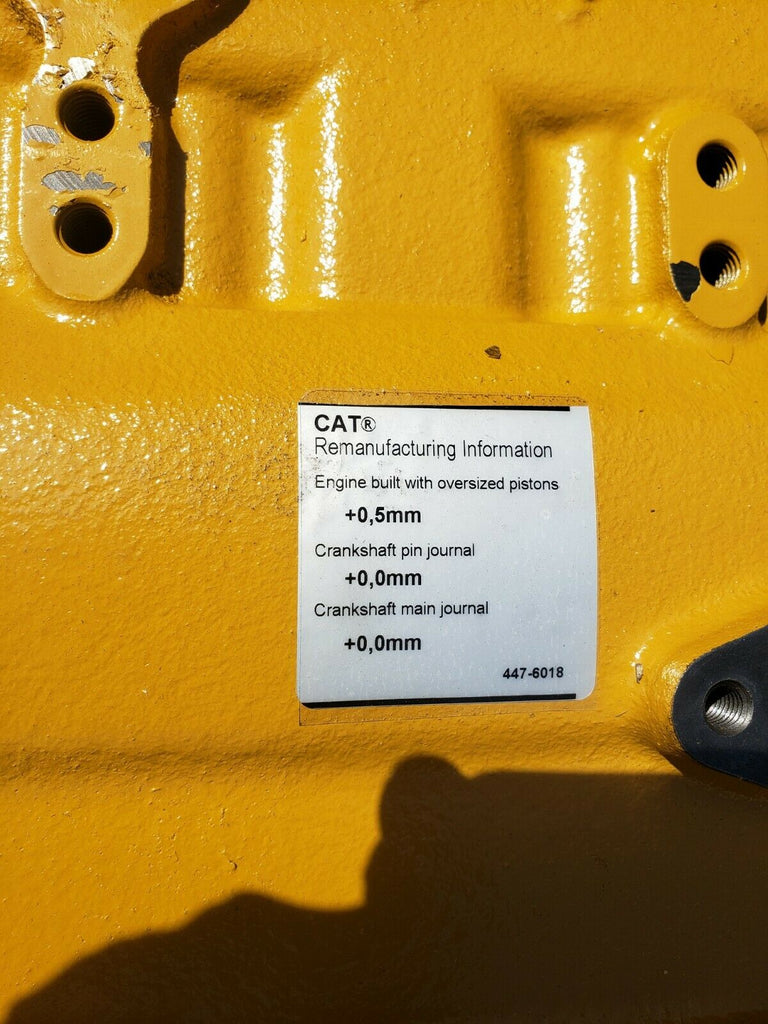 CAT®
Remanufacturing Information
Engine built with oversized pistons
+0,5mm
Crankshaft pin journal
+0,0mm
Crankshaft main journal
+0,0mm
447-6018